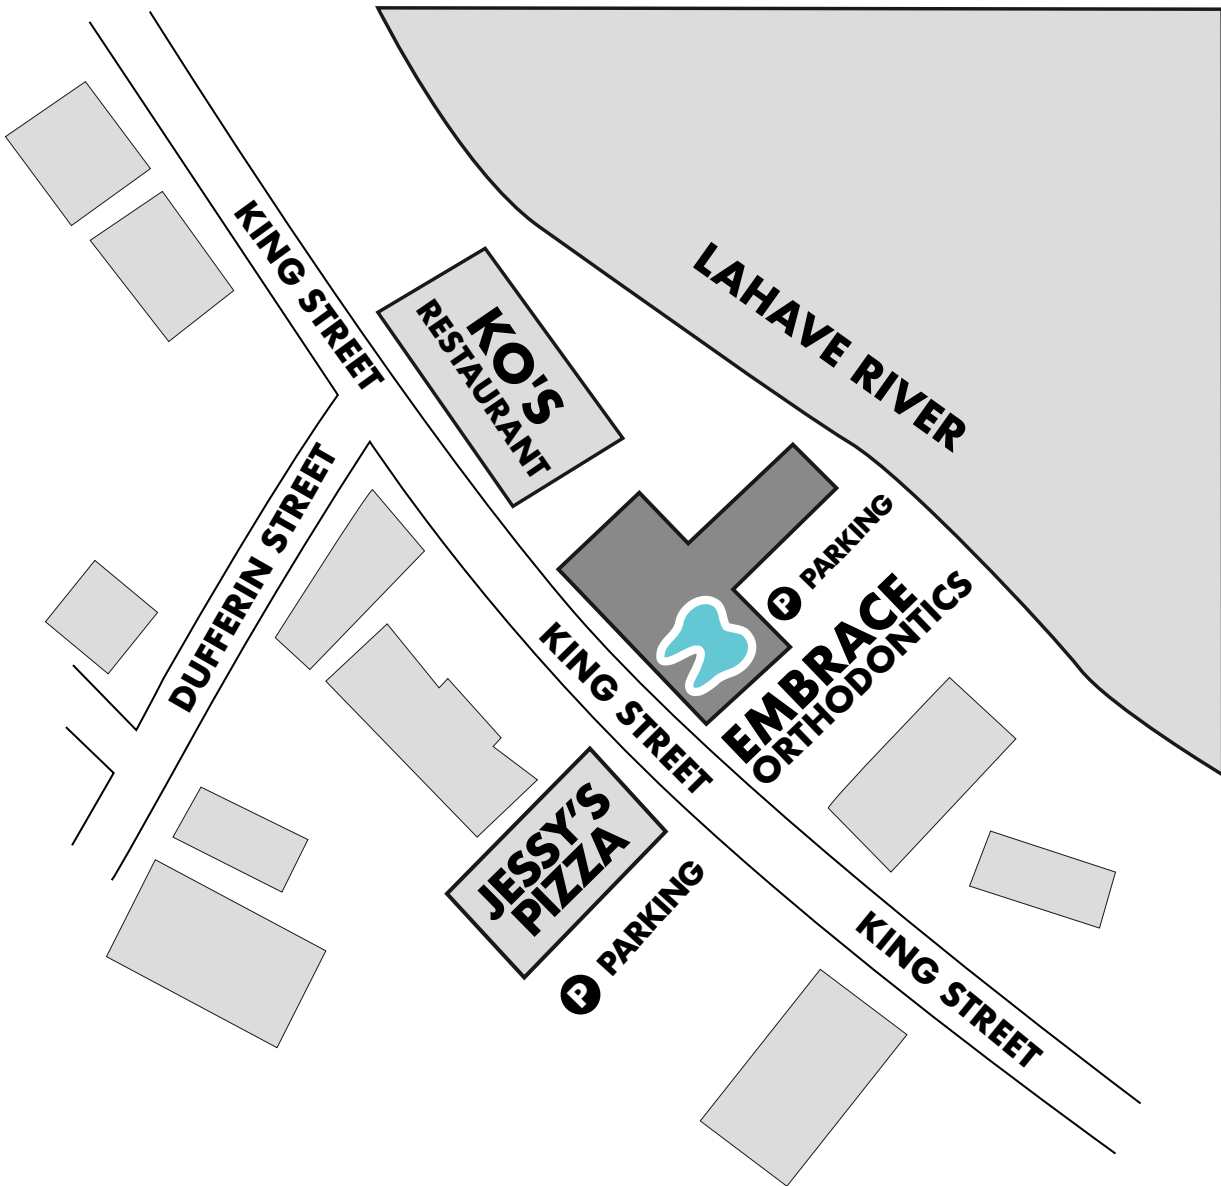 KING STREET
KO'S
RESTAURANT
LAHAVE RIVER
DUFFERIN STREET
P PARKING
EMBRACE
ORTHODONTICS
KING STREET
JESSY'S
PIZZA
P PARKING
KING STREET